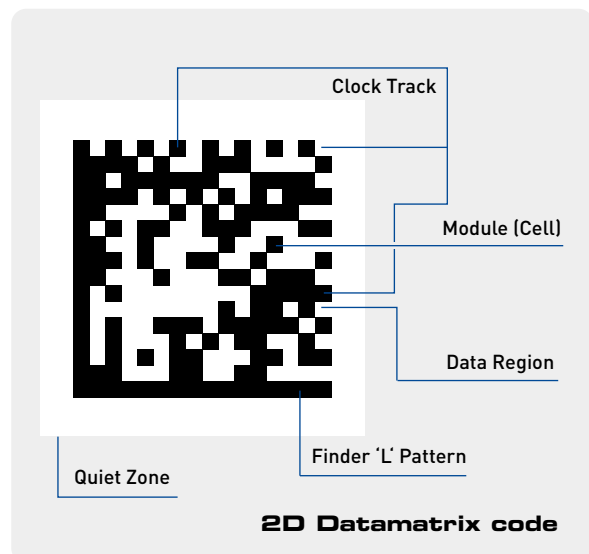 Clock Track
Module (Cell)
Data Region
Finder ‘L‘ Pattern
Quiet Zone
2D Datamatrix code